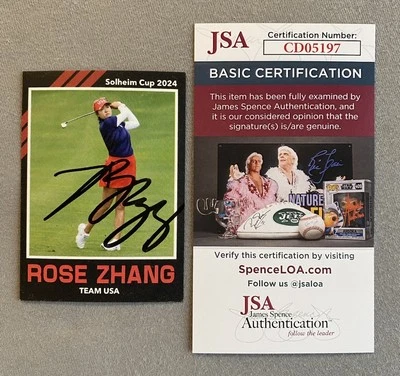 Solheim Cup 2024
ROSE ZHANG
TEAM USA
JSA
Certification Number:
CD05197
BASIC CERTIFICATION
This item has been fully examined by
James Spence Authentication, and
it is our considered opinion that the
signature(s) is/are genuine.
NATURE
JETS
Verify this certification by visiting
SpenceLOA.com
Follow us @jsaloa
JSA
James Spence
Authentication
follow the leader